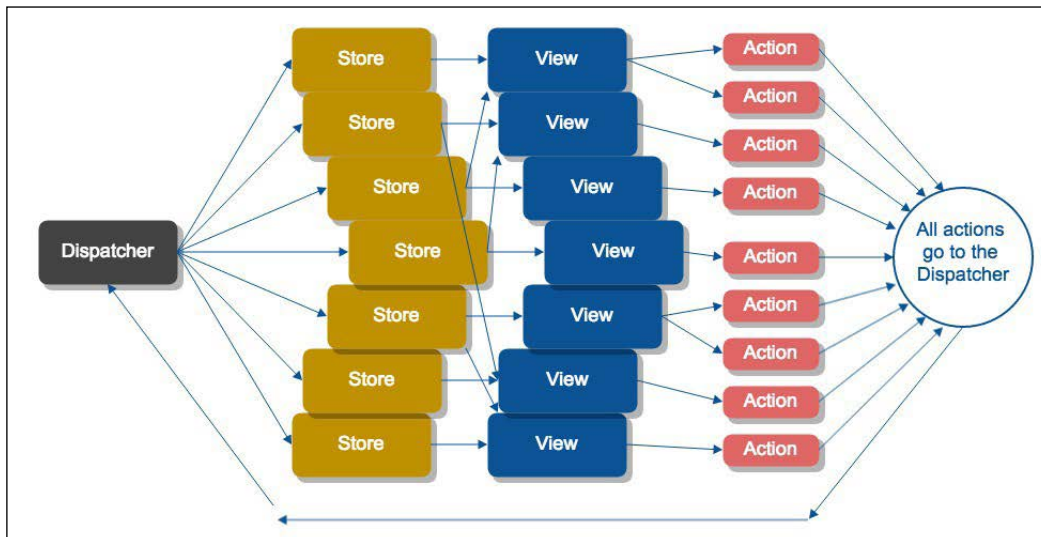 Store
View
Action
Action
Store
View
Action
Store
View
Action
Dispatcher
Store
View
Action
All actions
go to the
Dispatcher
Store
View
Action
Action
Store
View
Action
Store
View
Action